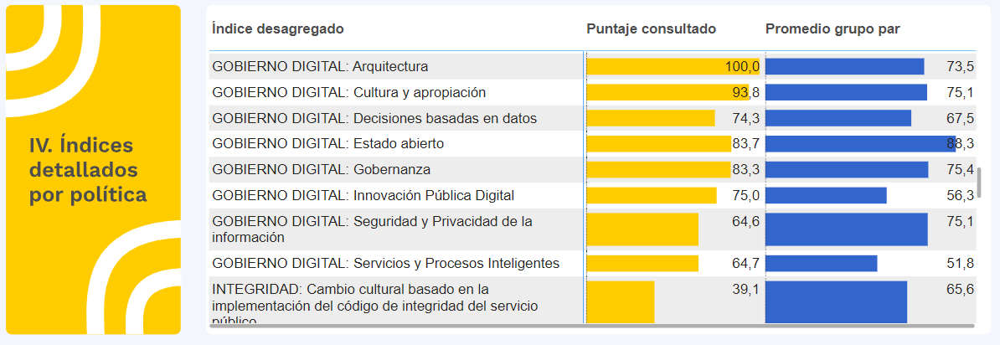 IV. Índices
detallados
por política
Índice desagregado Puntaje consultado Promedio grupo par
GOBIERNO DIGITAL: Arquitectura 100,0 73,5
GOBIERNO DIGITAL: Cultura y apropiación 93,8 75,1
GOBIERNO DIGITAL: Decisiones basadas en datos 74,3 67,5
GOBIERNO DIGITAL: Estado abierto 83,7 88,3
GOBIERNO DIGITAL: Gobernanza 83,3 75,4
GOBIERNO DIGITAL: Innovación Pública Digital 75,0 56,3
GOBIERNO DIGITAL: Seguridad y Privacidad de la 64,6 75,1
información
GOBIERNO DIGITAL: Servicios y Procesos Inteligentes 64,7 51,8
INTEGRIDAD: Cambio cultural basado en la 39,1 65,6
implementación del código de integridad del servicio
público